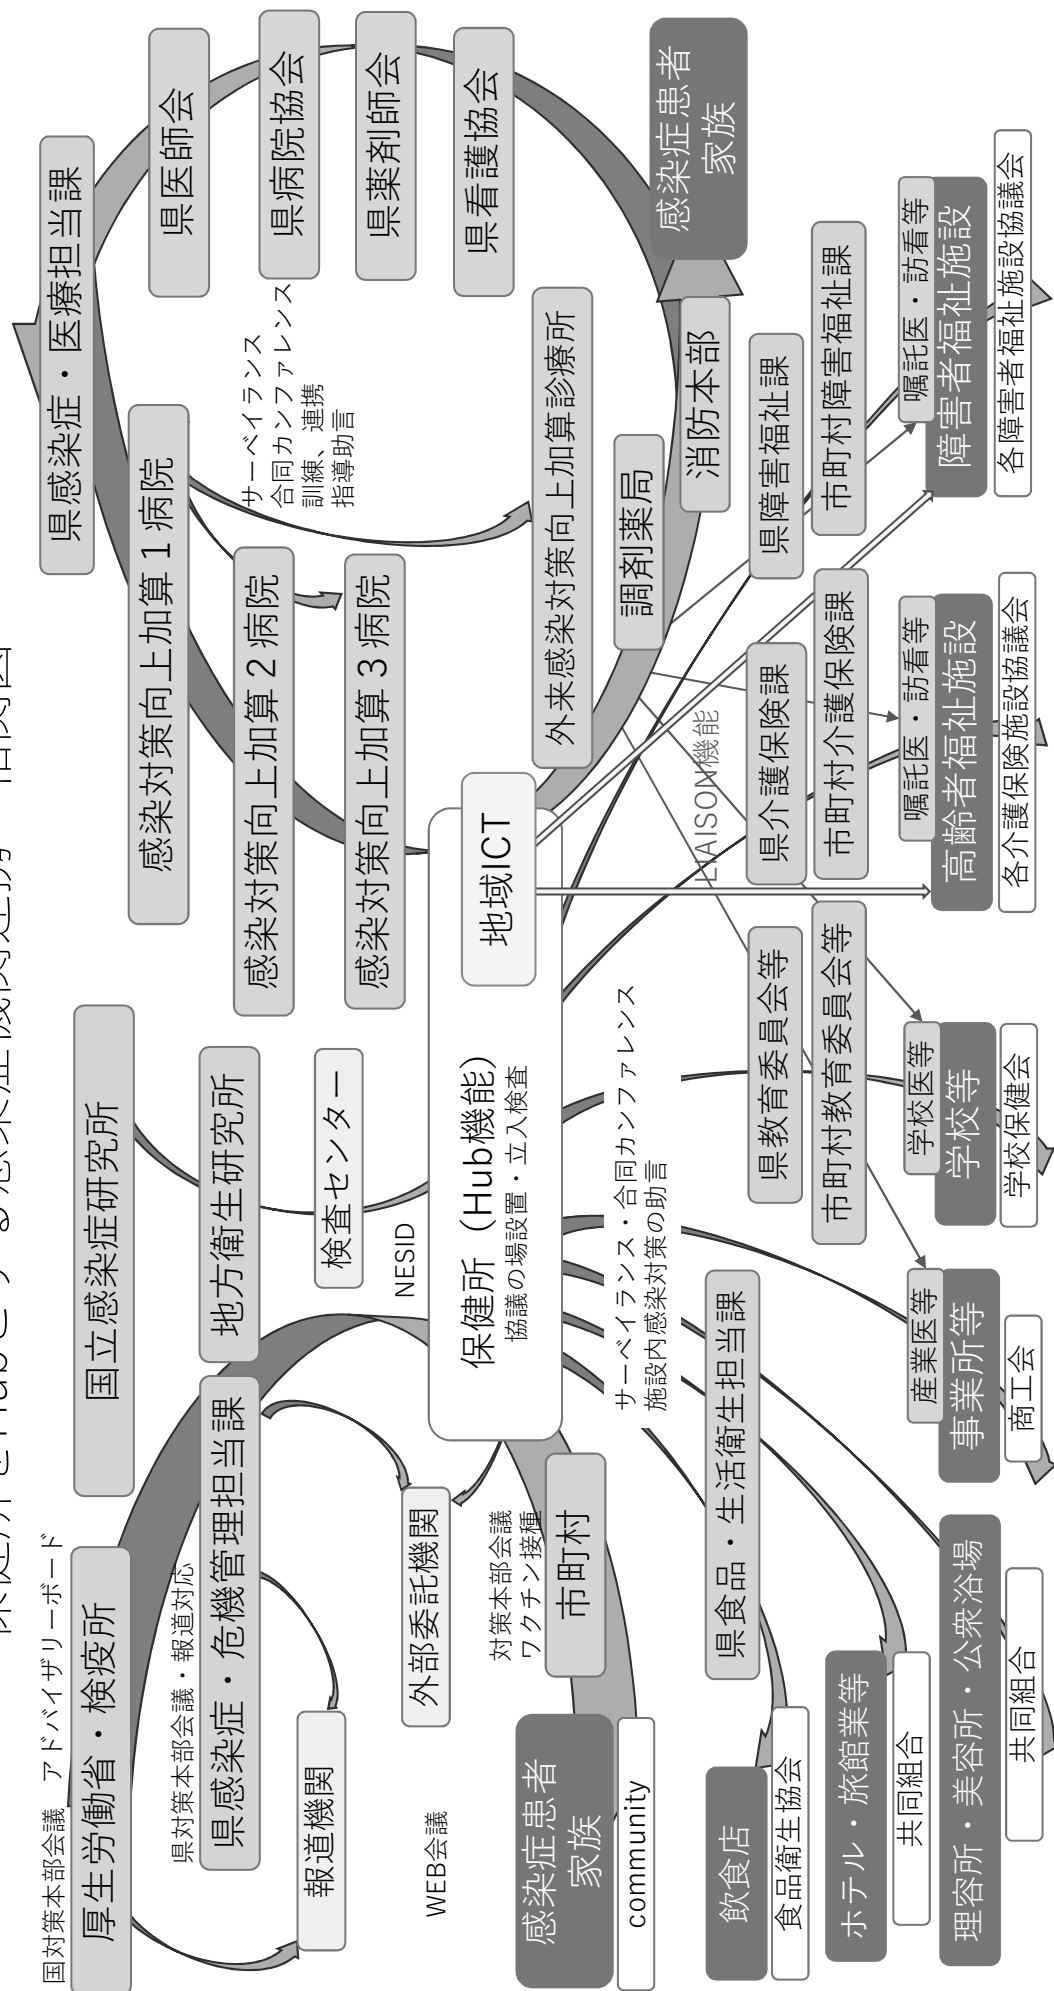 保健所をHubとする感染症機関連携 相関図
国対策本部会議 アドバイザリーボード
厚生労働省・検疫所
国立感染症研究所
県感染症・医療担当課
県対策本部会議・報道対応
県感染症・危機管理担当課
地方衛生研究所
感染対策向上加算1病院
県医師会
報道機関
検査センター
感染対策向上加算2病院
サーベイランス
合同カンファレンス
訓練、連携
指導助言
県病院協会
感染対策向上加算3病院
県薬剤師会
NESID
外部委託機関
WEB会議
県看護協会
保健所（Hub機能）
協議の場設置・立入検査
地域ICT
対策本部会議
ワクチン接種
市町村
外来感染対策向上加算診療所
調剤薬局
消防本部
感染症患者
家族
感染症患者
家族
community
サーベイランス・合同カンファレンス
施設内感染対策の助言
LIAISON機能
県食品・生活衛生担当課
県教育委員会等
県介護保険課
県障害福祉課
市町村教育委員会等
市町村介護保険課
市町村障害福祉課
飲食店
食品衛生協会
ホテル・旅館業等
共同組合
理容所・美容所・公衆浴場
共同組合
産業医等
事業所等
商工会
学校医等
学校等
学校保健会
嘱託医・訪看等
高齢者福祉施設
各介護保険施設協議会
嘱託医・訪看等
障害者福祉施設
各障害者福祉施設協議会